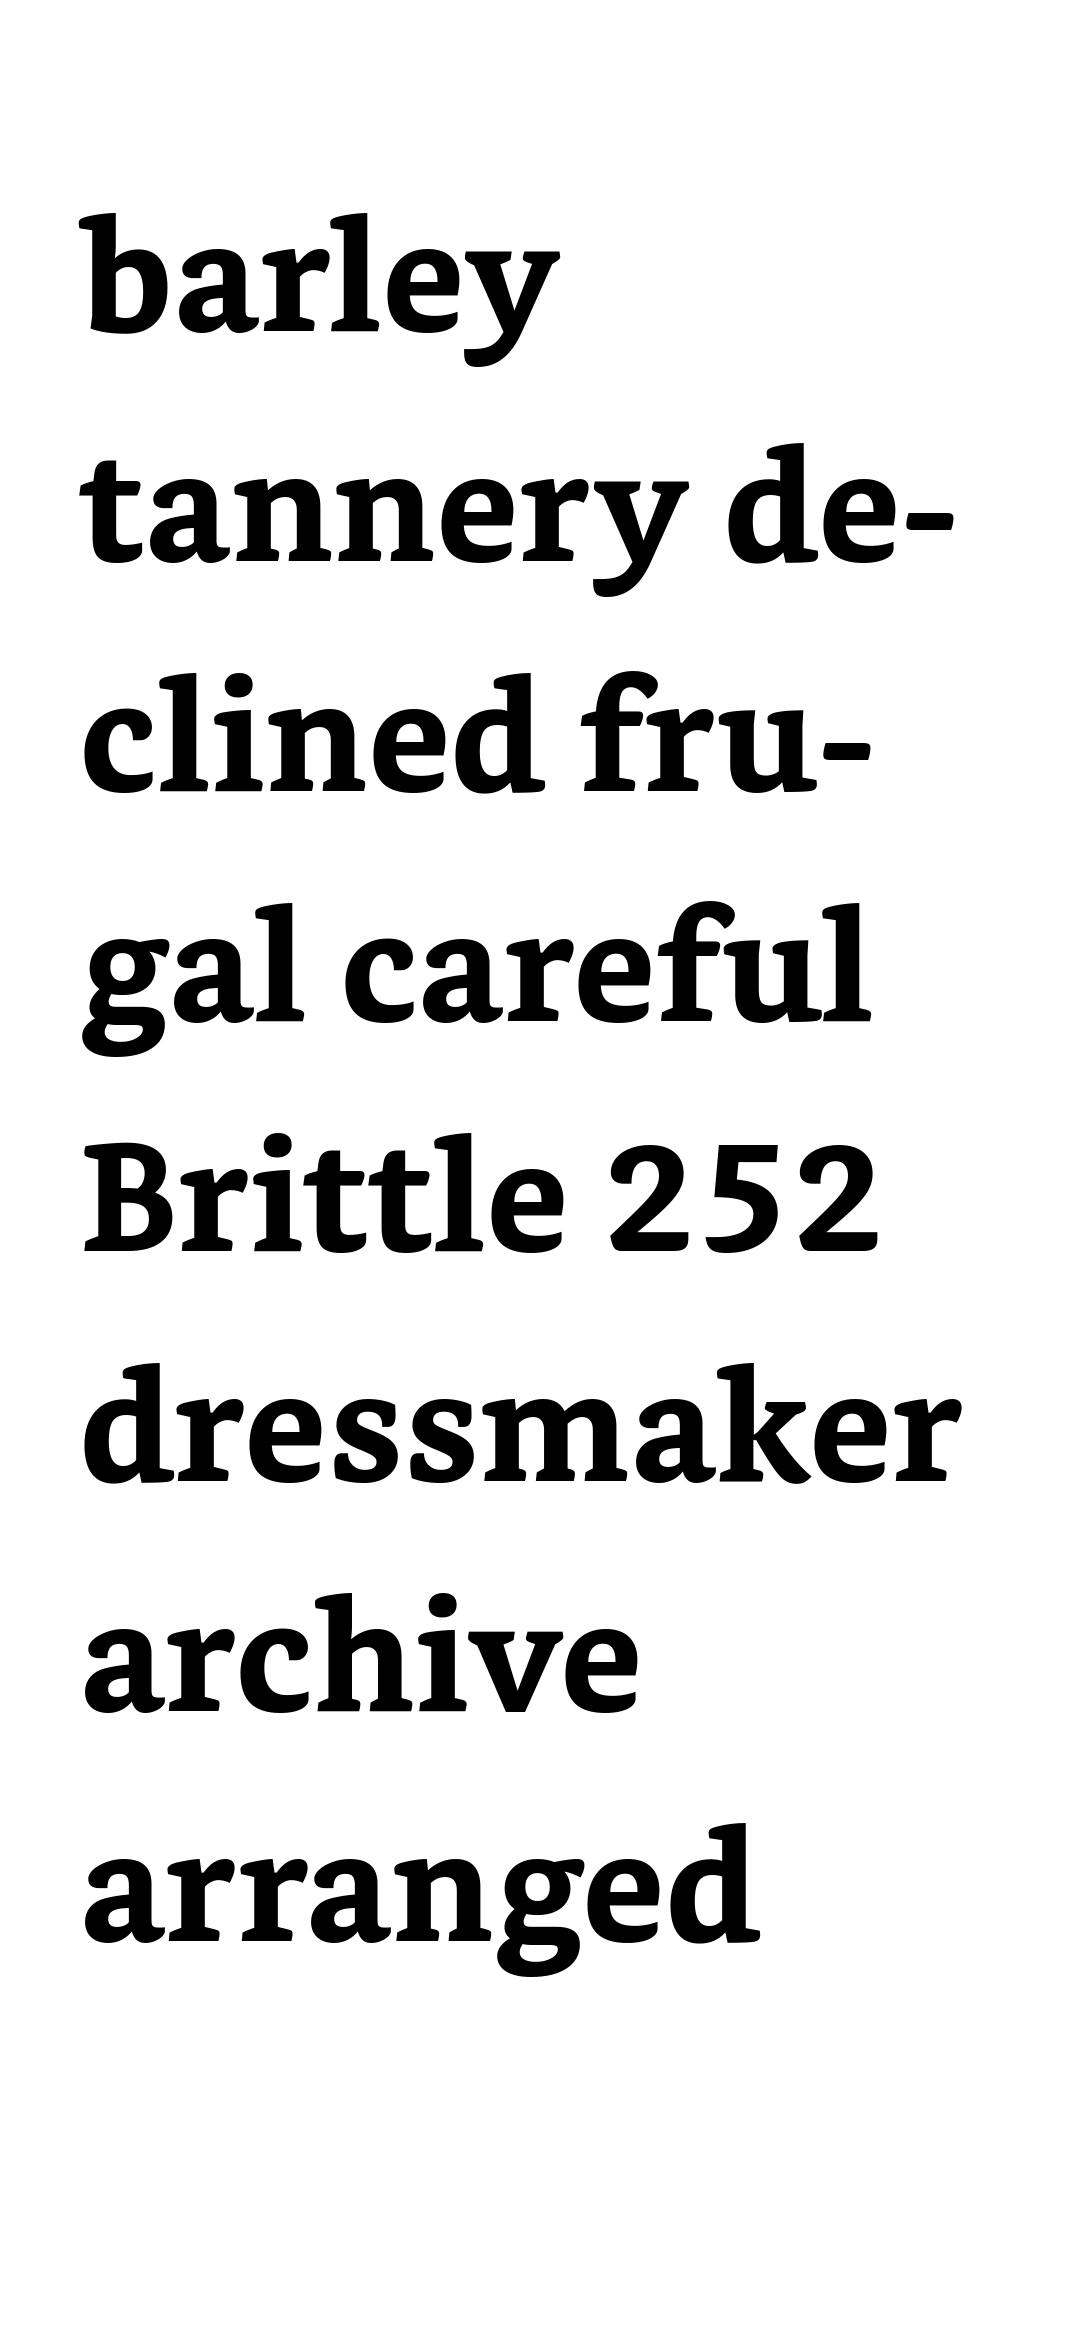 barley
tannery de-
clined fru-
gal careful
Brittle 252
dressmaker
archive
arranged